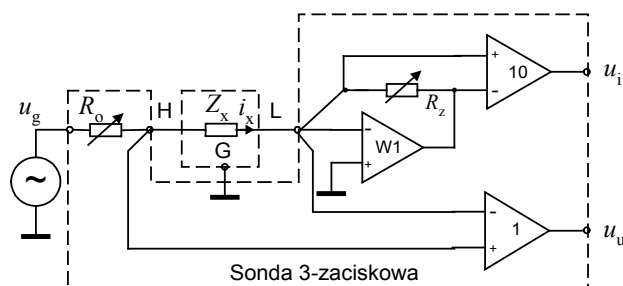 u_g
R_o
H
Z_x
i_x
L
G
+
-
10
u_i
R_z
-
+
W1
~
-
+
1
u_u
Sonda 3-zaciskowa